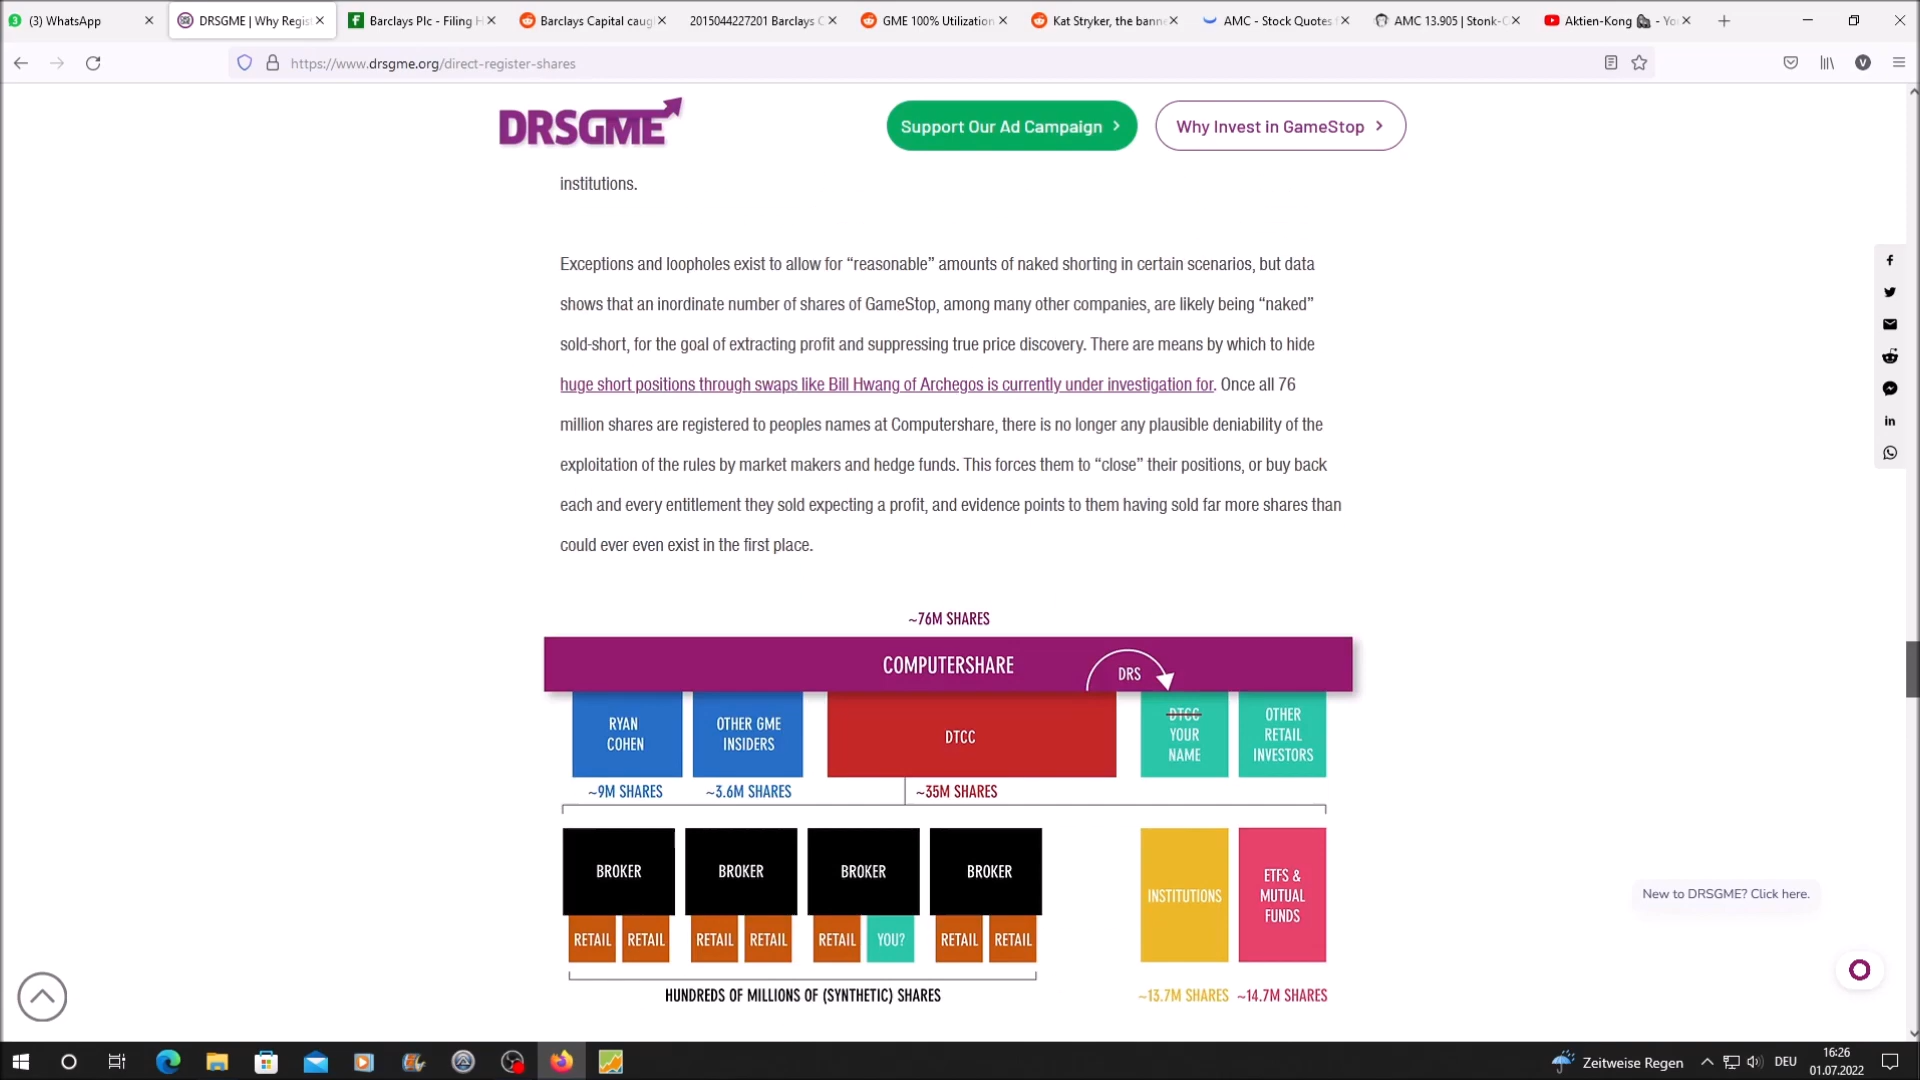 (3) WhatsApp
DRSGME | Why Regis
Barclays Plc - Filing H
Barclays Capital caug
2015044227201 Barclays C
GME 100% Utilization
Kat Stryker, the bann
AMC - Stock Quotes
AMC 13.905 | Stonk-
Aktien-Kong
https://www.drsgme.org/direct-register-shares
DRSGME
Support Our Ad Campaign
Why Invest in GameStop
institutions.
Exceptions and loopholes exist to allow for “reasonable” amounts of naked shorting in certain scenarios, but data
shows that an inordinate number of shares of GameStop, among many other companies, are likely being “naked”
sold-short, for the goal of extracting profit and suppressing true price discovery. There are means by which to hide
huge short positions through swaps like Bill Hwang of Archegos is currently under investigation for. Once all 76
million shares are registered to peoples names at Computershare, there is no longer any plausible deniability of the
exploitation of the rules by market makers and hedge funds. This forces them to “close” their positions, or buy back
each and every entitlement they sold expecting a profit, and evidence points to them having sold far more shares than
could ever even exist in the first place.
~76M SHARES
COMPUTERSHARE
DRS
RYAN
COHEN
OTHER GME
INSIDERS
DTCC
DTCC
YOUR
NAME
OTHER
RETAIL
INVESTORS
~9M SHARES
~3.6M SHARES
~35M SHARES
BROKER
BROKER
BROKER
BROKER
INSTITUTIONS
ETFS &
MUTUAL
FUNDS
RETAIL
RETAIL
RETAIL
RETAIL
RETAIL
YOU?
RETAIL
RETAIL
HUNDREDS OF MILLIONS OF (SYNTHETIC) SHARES
~13.7M SHARES
~14.7M SHARES
New to DRSGME? Click here.
Zeitweise Regen
DEU
16:26
01.07.2022